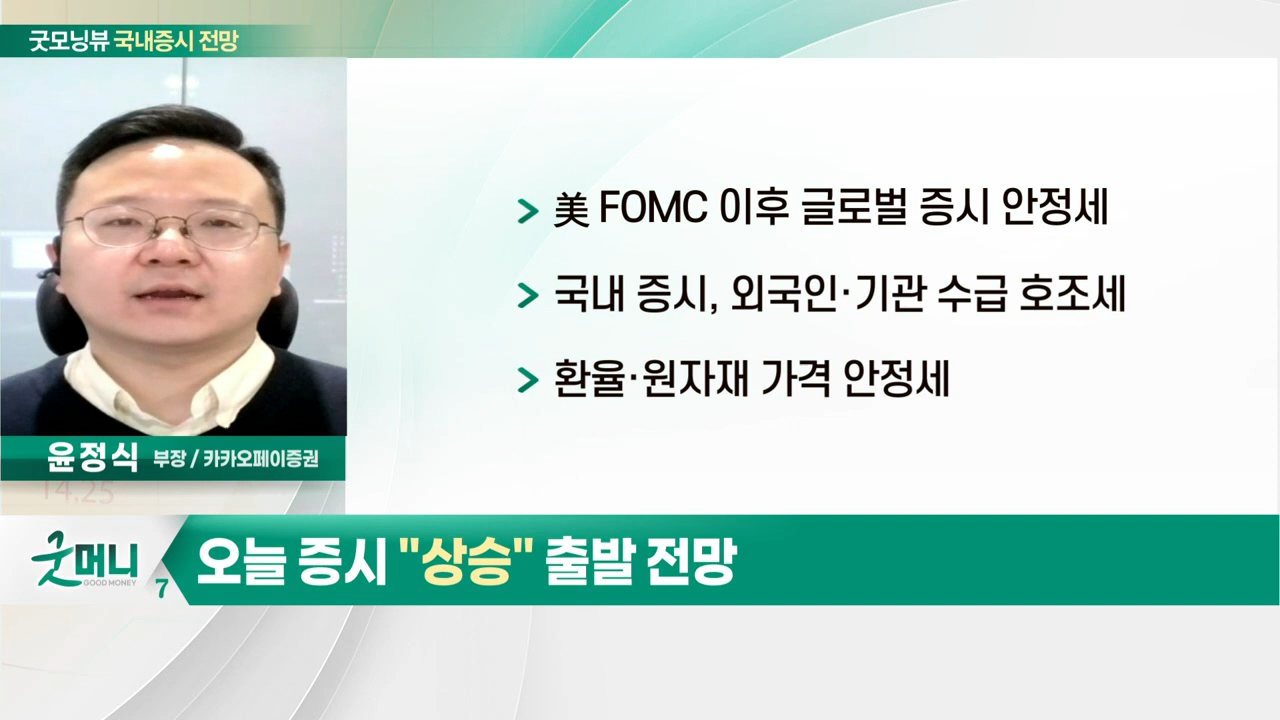 굿모닝뷰 국내증시 전망
> 美 FOMC 이후 글로벌 증시 안정세
> 국내 증시, 외국인·기관 수급 호조세
> 환율·원자재 가격 안정세
윤정식 부장 / 카카오페이증권
14.25
굿머니
GOOD MONEY
7
오늘 증시 "상승" 출발 전망